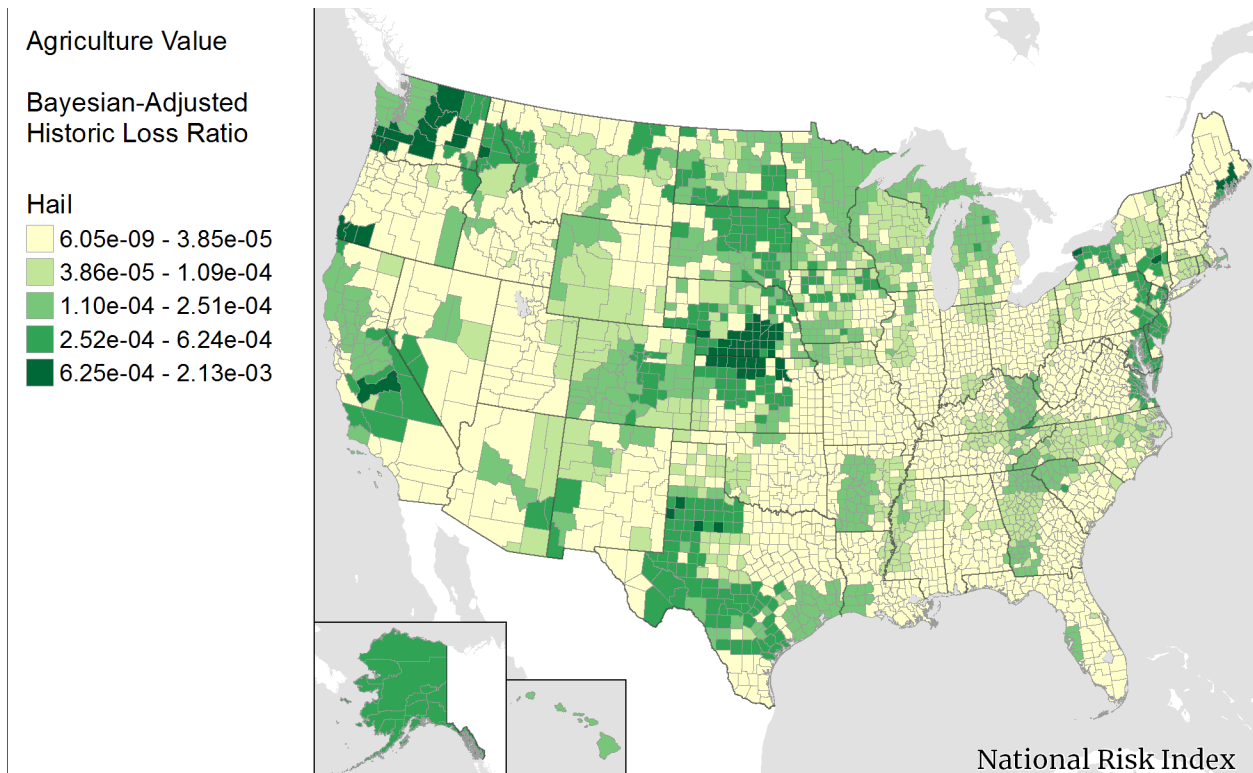 Agriculture Value
Bayesian-Adjusted
Historic Loss Ratio
Hail
6.05e-09 - 3.85e-05
3.86e-05 - 1.09e-04
1.10e-04 - 2.51e-04
2.52e-04 - 6.24e-04
6.25e-04 - 2.13e-03
National Risk Index